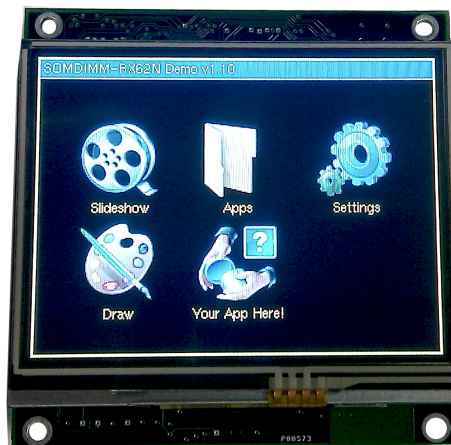 SOMDIMM-RX62N Demo v1.10
Slideshow
Apps
Settings
?
Draw
Your App Here!
P00573